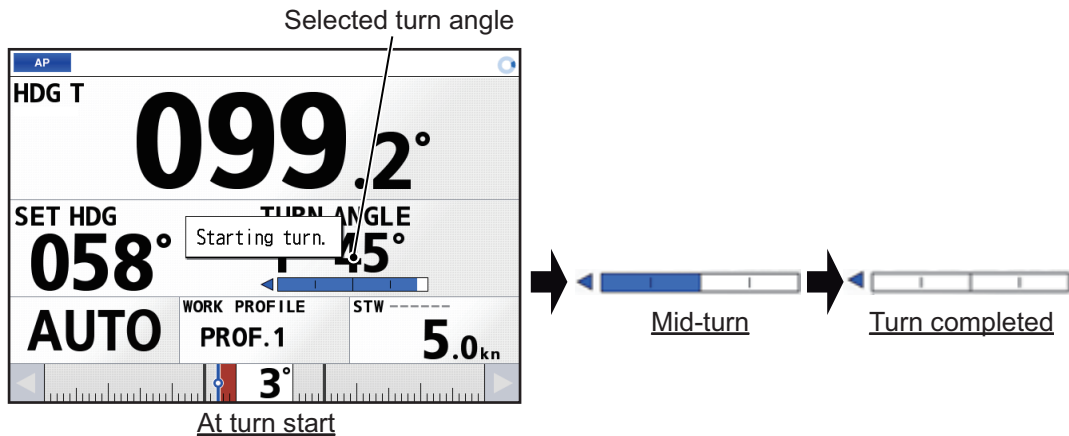 Selected turn angle
AP
HDG T
099.2°
SET HDG
TURN ANGLE
058°
Starting turn.
45°
AUTO
WORK PROFILE
PROF.1
STW ------
5.0kn
3°
At turn start
Mid-turn
Turn completed